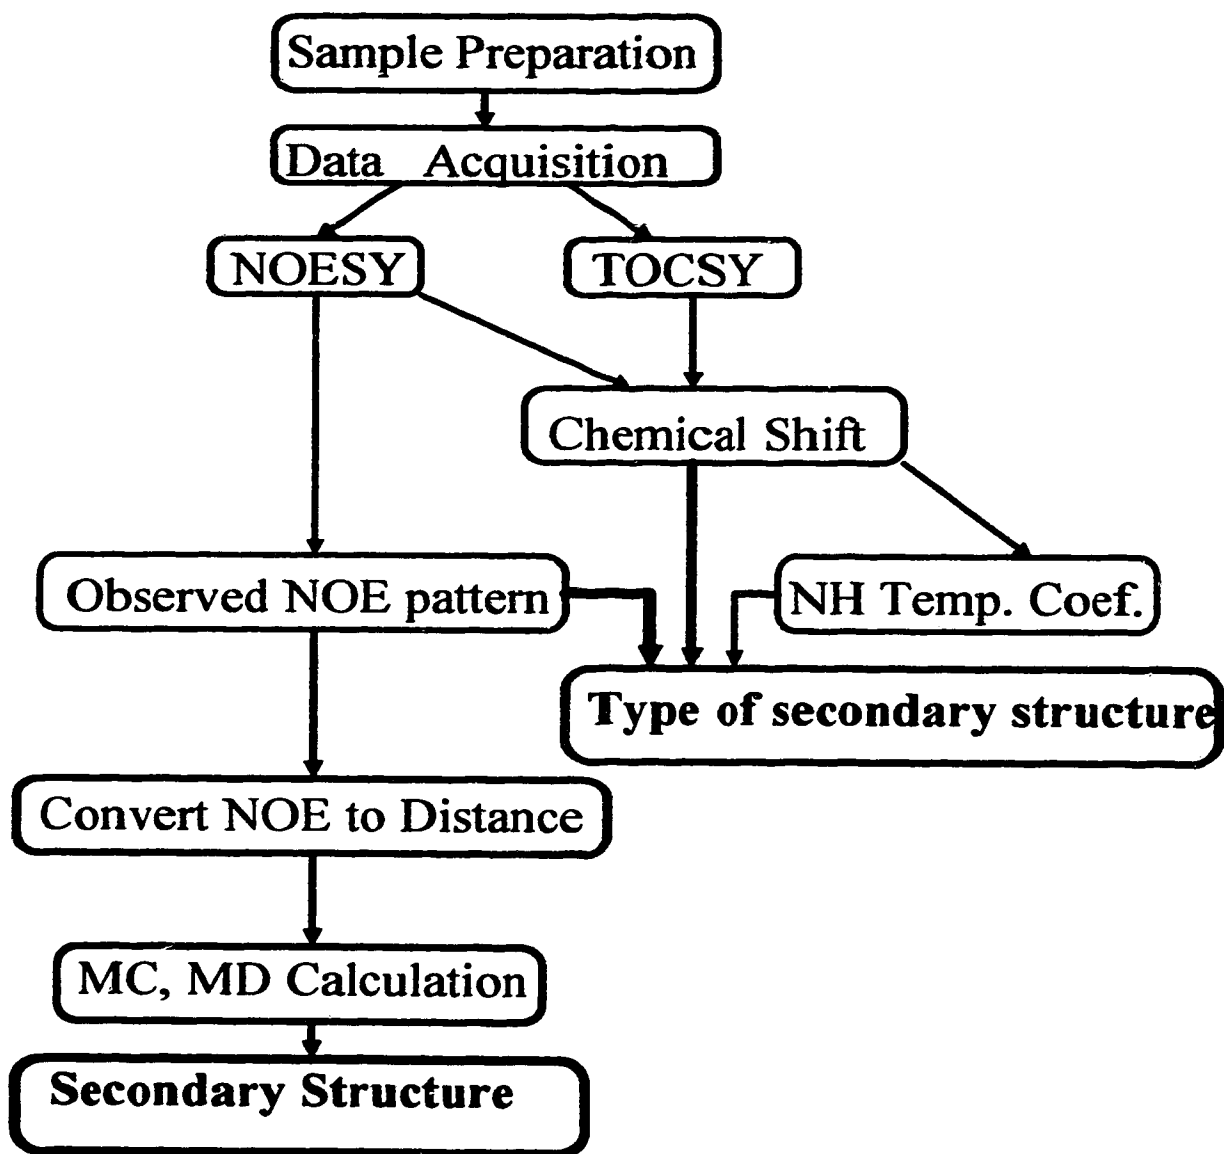 Sample Preparation
Data Acquisition
NOESY
TOCSY
Chemical Shift
Observed NOE pattern
NH Temp. Coef.
Type of secondary structure
Convert NOE to Distance
MC, MD Calculation
Secondary Structure